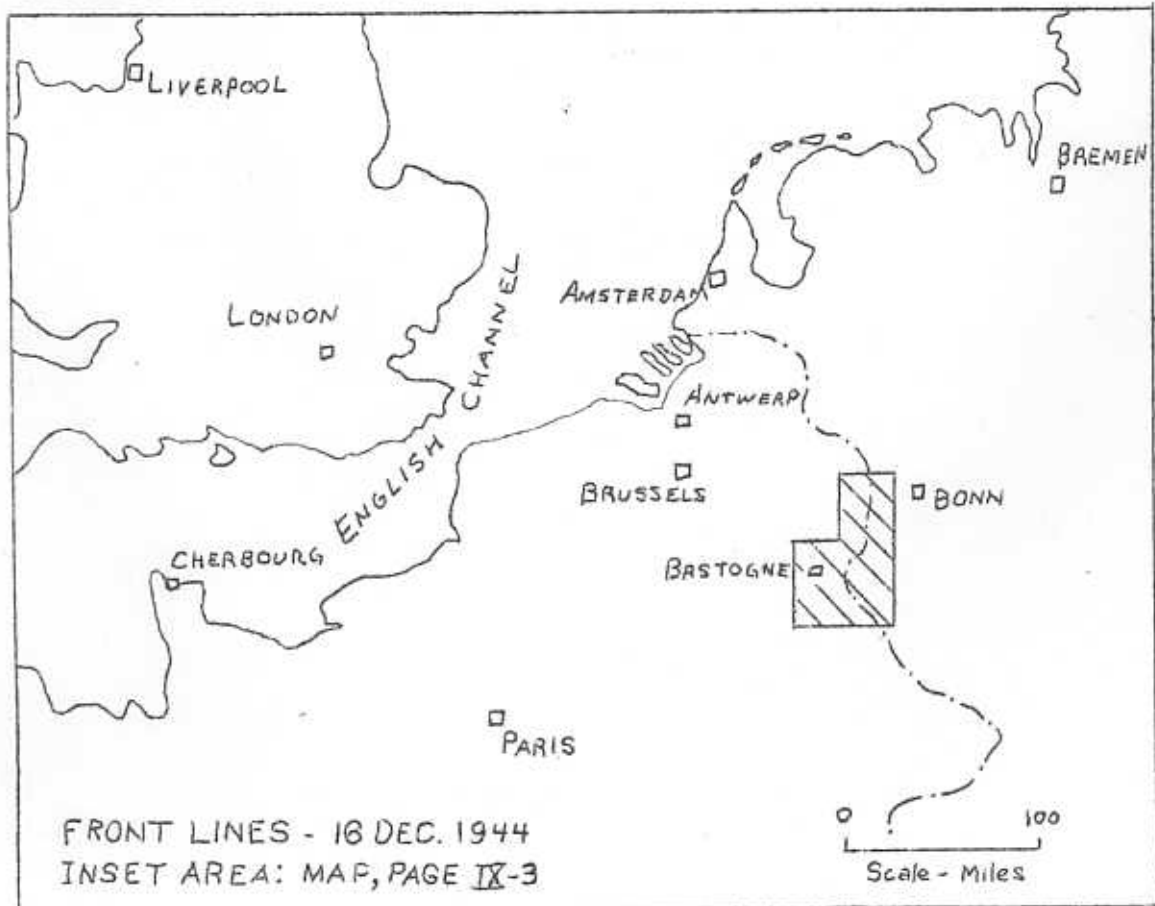 LIVERPOOL
BREMEN
AMSTERDAM
LONDON
ENGLISH CHANNEL
ANTWERP
BRUSSELS
BONN
CHERBOURG
BASTOGNE
PARIS
FRONT LINES - 16 DEC. 1944
INSET AREA: MAP, PAGE IX-3
0 100
Scale - Miles